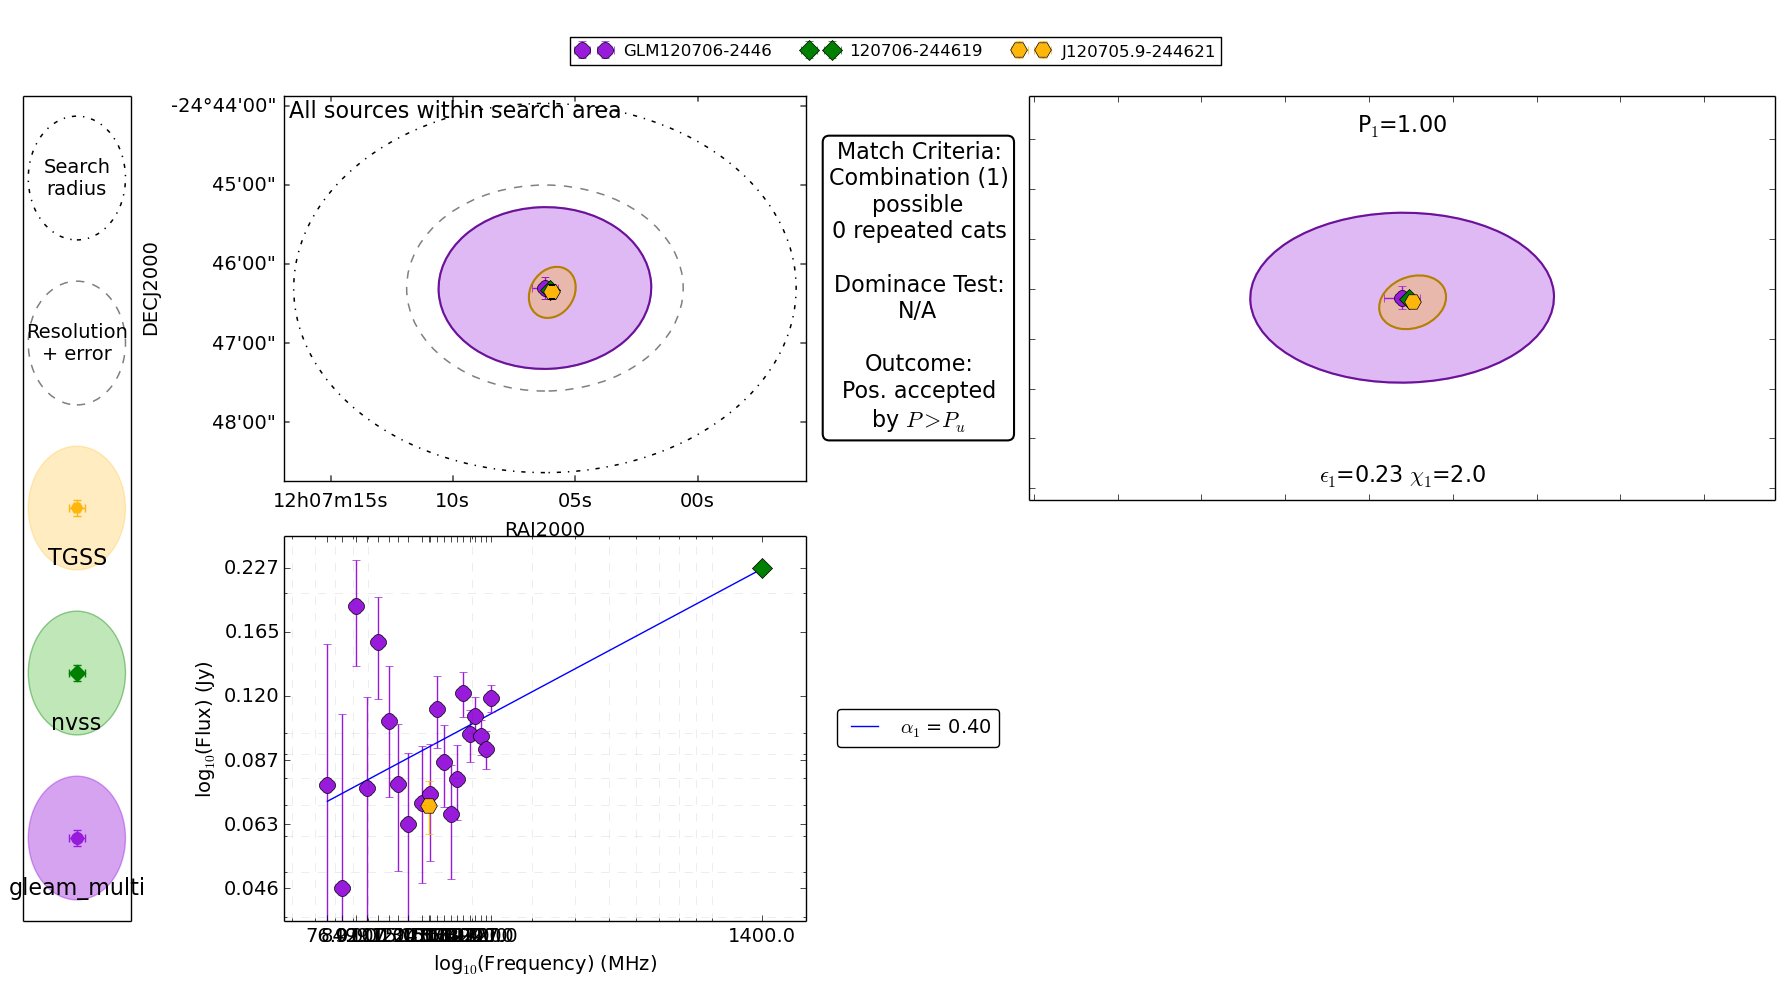 GLM120706-2446 120706-244619 J120705.9-244621
Search
radius
Resolution
+ error
TGSS
nvss
gleam_multi
All sources within search area
-24°44'00"
45'00"
46'00"
47'00"
48'00"
DECJ2000
12h07m15s 10s 05s 00s
RAJ2000
Match Criteria:
Combination (1)
possible
0 repeated cats
Dominace Test:
N/A
Outcome:
Pos. accepted
by P>Pu
P1=1.00
ϵ1=0.23 χ1=2.0
0.227
0.165
0.120
0.087
0.063
0.046
log10(Flux) (Jy)
1400.0
log10(Frequency) (MHz)
α1 = 0.40